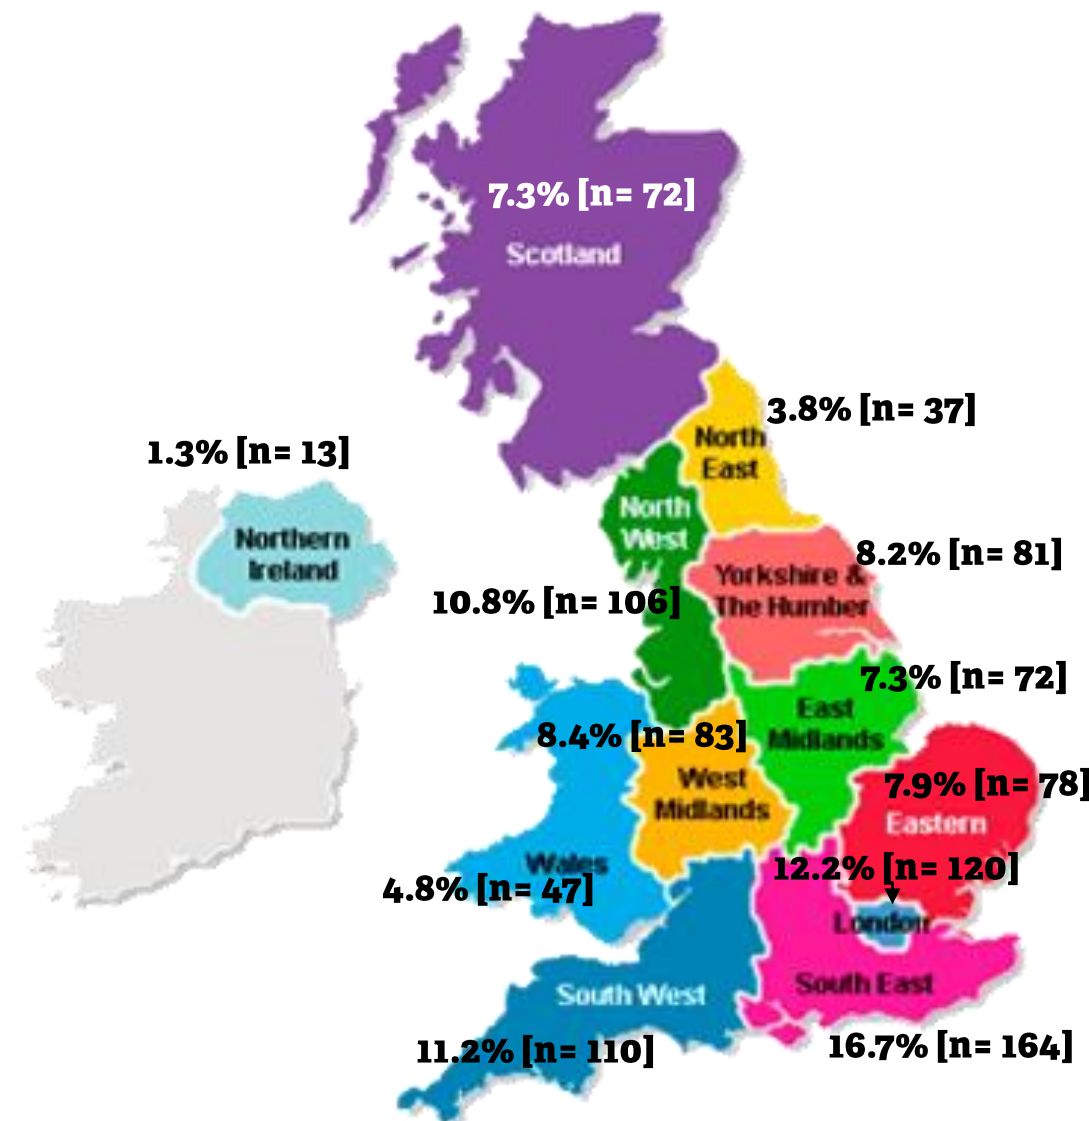 7.3% [n= 72]
Scotland
3.8% [n= 37]
North
East
1.3% [n= 13]
Northern
Ireland
North
West
10.8% [n= 106]
8.2% [n= 81]
Yorkshire &
The Humber
7.3% [n= 72]
East
Midlands
8.4% [n= 83]
West
Midlands
7.9% [n= 78]
Eastern
Wales
4.8% [n= 47]
12.2% [n= 120]
London
South West
11.2% [n= 110]
South East
16.7% [n= 164]